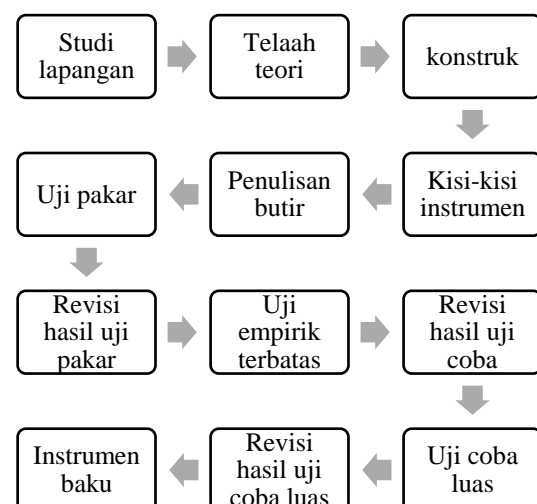 Studi
lapangan
Telaah
teori
konstruk
Kisi-kisi
instrumen
Penulisan
butir
Uji pakar
Revisi
hasil uji
pakar
Uji
empirik
terbatas
Revisi
hasil uji
coba
Uji coba
luas
Revisi
hasil uji
coba luas
Instrumen
baku